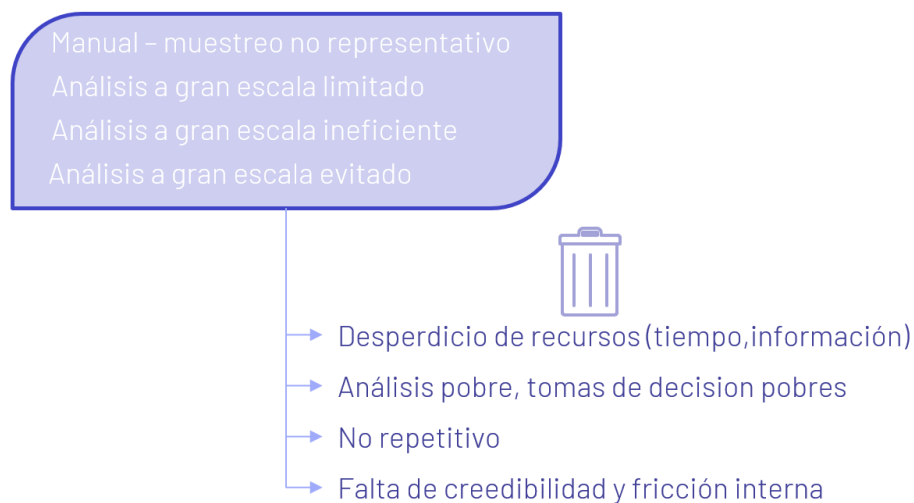 Manual – muestreo no representativo
Análisis a gran escala limitado
Análisis a gran escala ineficiente
Análisis a gran escala evitado
Desperdicio de recursos (tiempo,información)
Análisis pobre, tomas de decision pobres
No repetitivo
Falta de creedibilidad y fricción interna